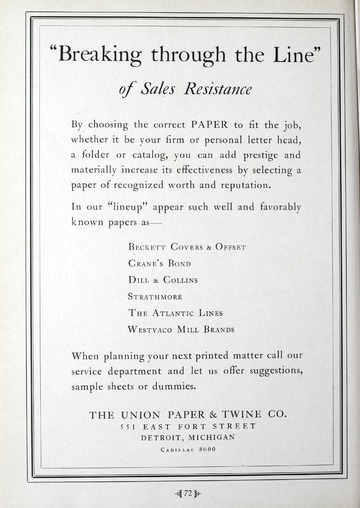 “Breaking through the Line”
of Sales Resistance
By choosing the correct PAPER to fit the job,
whether it be your firm or personal letter head,
a folder or catalog, you can add prestige and
materially increase its effectiveness by selecting a
paper of recognized worth and reputation.
In our “lineup” appear such well and favorably
known papers as—
Beckett Covers & Offset
Crane's Bond
Dill & Collins
Strathmore
The Atlantic Lines
Westvaco Mill Brands
When planning your next printed matter call our
service department and let us offer suggestions,
sample sheets or dummies.
THE UNION PAPER & TWINE CO.
551 EAST FORT STREET
DETROIT, MICHIGAN
Cadillac 8600
72